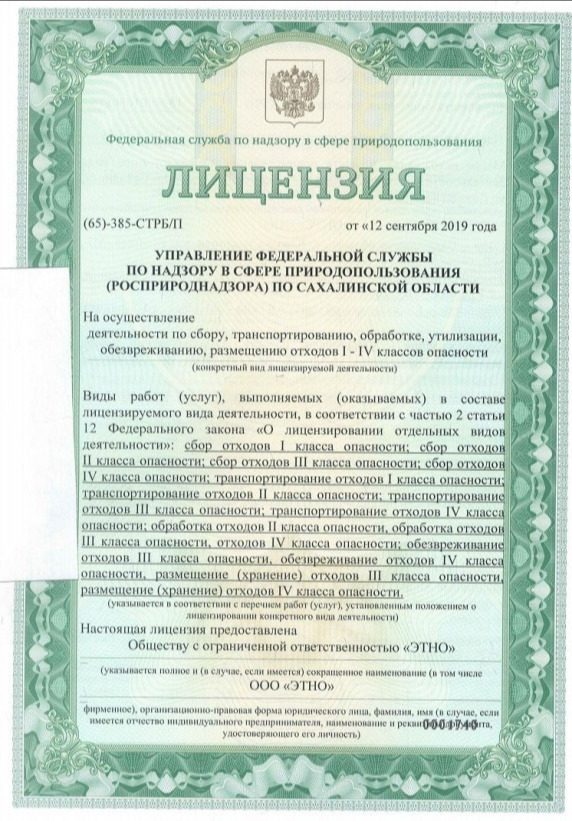 Федеральная служба по надзору в сфере природопользования
ЛИЦЕНЗИЯ
(65)-385-СТРБ/П от «12 сентября 2019 года
УПРАВЛЕНИЕ ФЕДЕРАЛЬНОЙ СЛУЖБЫ
ПО НАДЗОРУ В СФЕРЕ ПРИРОДОПОЛЬЗОВАНИЯ
(РОСПРИРОДНАДЗОРА) ПО САХАЛИНСКОЙ ОБЛАСТИ
На осуществление
деятельности по сбору, транспортированию, обработке, утилизации,
обезвреживанию, размещению отходов I - IV классов опасности
(конкретный вид лицензируемой деятельности)
Виды работ (услуг), выполняемых (оказываемых) в составе
лицензируемого вида деятельности, в соответствии с частью 2 статьи
12 Федерального закона «О лицензировании отдельных видов
деятельности»: сбор отходов I класса опасности; сбор отходов
II класса опасности; сбор отходов III класса опасности; сбор отходов
IV класса опасности; транспортирование отходов I класса опасности;
транспортирование отходов II класса опасности; транспортирование
отходов III класса опасности; транспортирование отходов IV класса
опасности; обработка отходов II класса опасности, обработка отходов
III класса опасности, отходов IV класса опасности; обезвреживание
отходов III класса опасности, обезвреживание отходов IV класса
опасности, размещение (хранение) отходов III класса опасности,
размещение (хранение) отходов IV класса опасности.
(указывается в соответствии с перечнем работ (услуг), установленным положением о
лицензировании конкретного вида деятельности)
Настоящая лицензия предоставлена
Обществу с ограниченной ответственностью «ЭТНО»
(указывается полное и (в случае, если имеется) сокращенное наименование (в том числе
ООО «ЭТНО»
фирменное), организационно-правовая форма юридического лица, фамилия, имя (в случае, если
имеется отчество индивидуального предпринимателя, наименование и 0001740
удостоверяющего его личность)